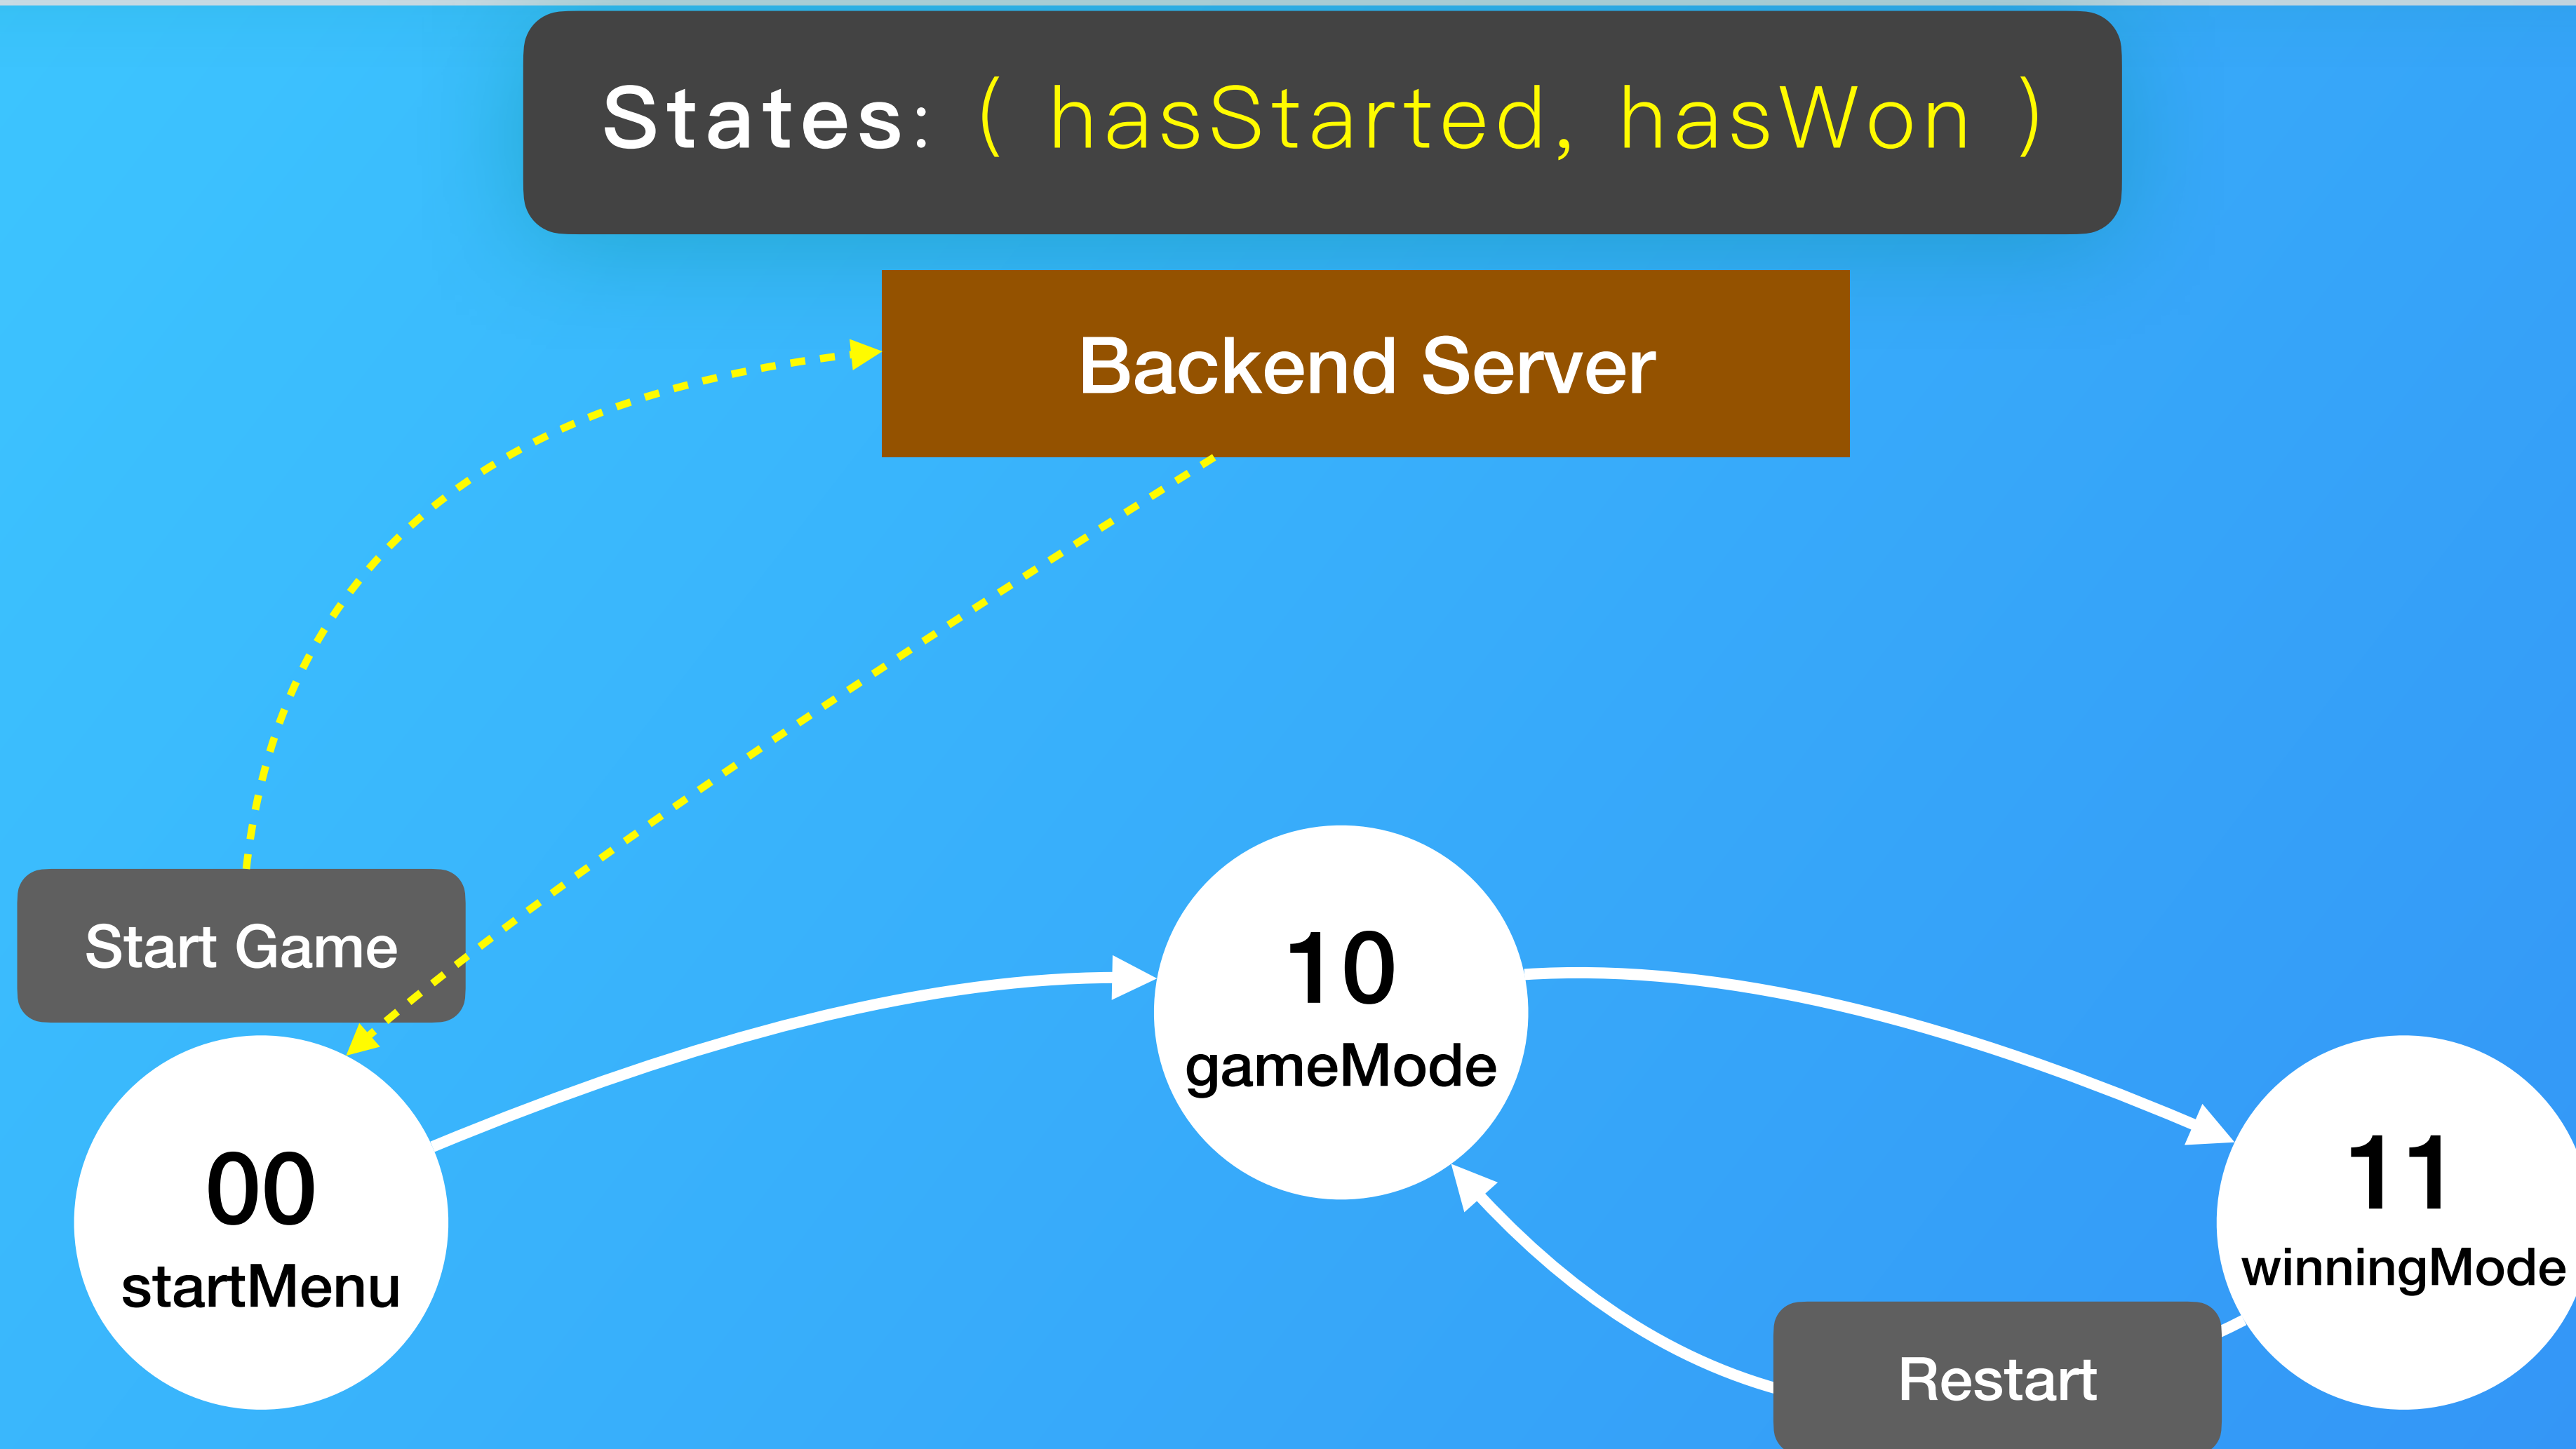 States: ( hasStarted, hasWon )
Backend Server
Start Game
10
gameMode
00
startMenu
11
winningMode
Restart